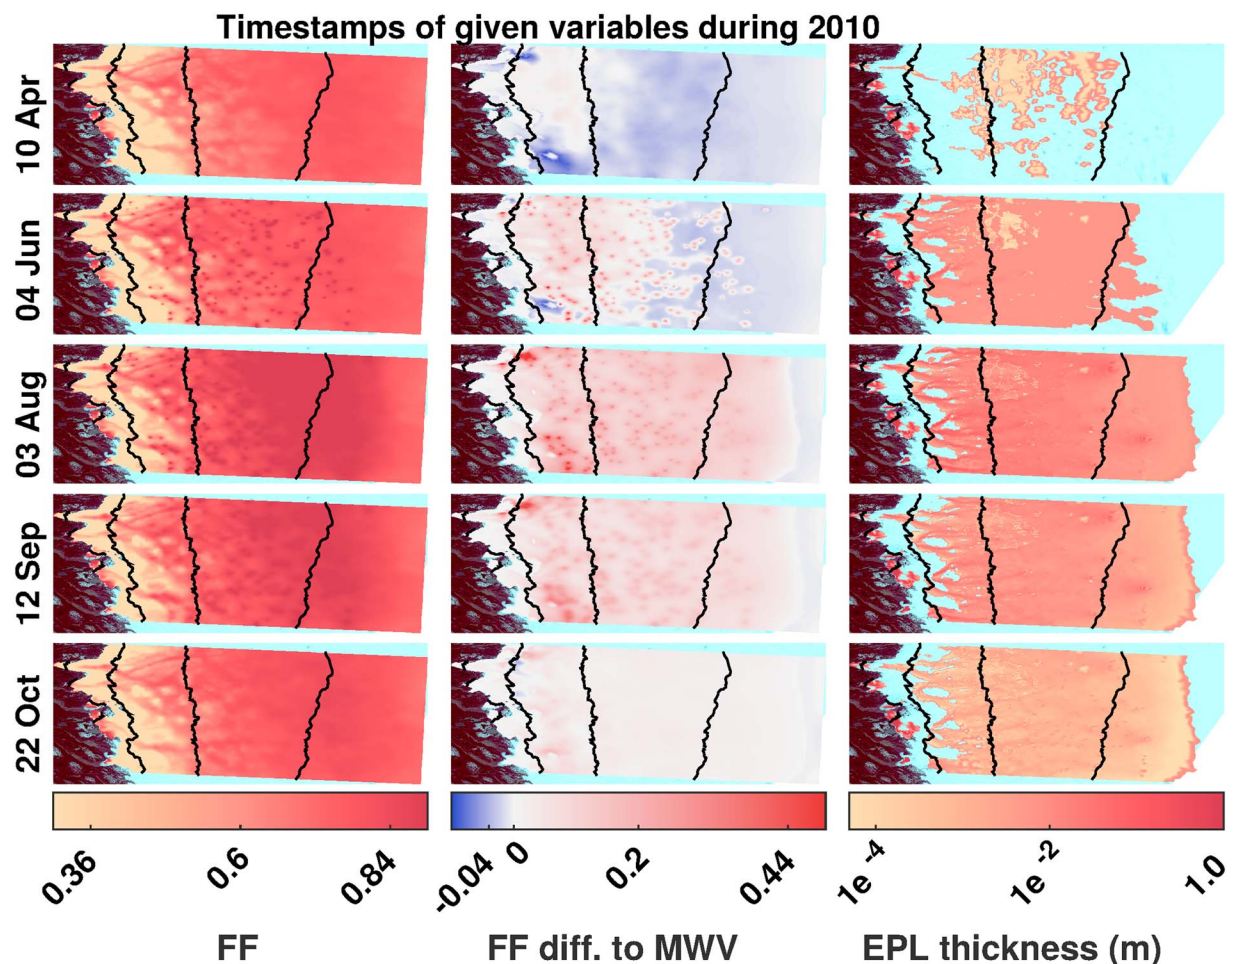 Timestamps of given variables during 2010
10 Apr
04 Jun
03 Aug
12 Sep
22 Oct
0.36 0.6 0.84
-0.04 0 0.2 0.44
1e-4 1e-2 1.0
FF
FF diff. to MWV
EPL thickness (m)